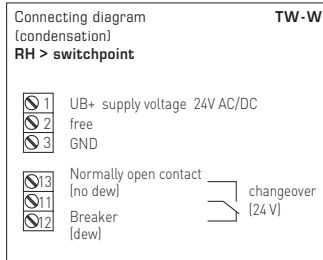 Connecting diagram TW-W
(condensation)
RH > switchpoint
1 UB+ supply voltage 24V AC/DC
2 free
3 GND
13 Normally open contact
(no dew)
11 changeover
(24 V)
12 Breaker
(dew)